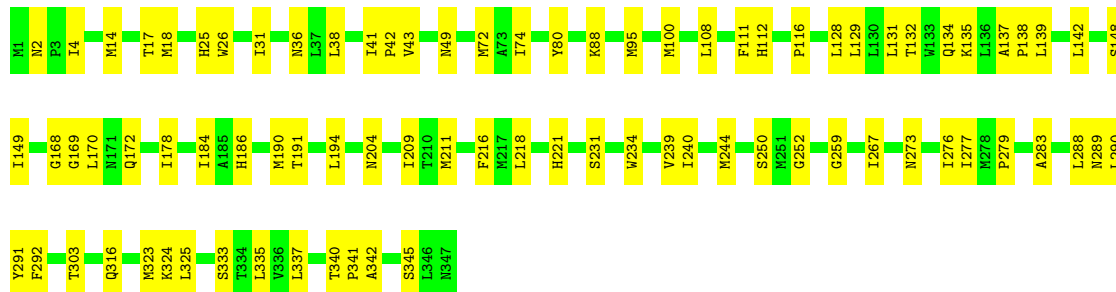 M1 N2 P3 I4 M14 T17 M18 H25 W26 I31 N36 L37 L38 I41 P42 V43 N49 M72 A73 I74 Y80 K88 M95 M100 L108 F111 H112 P116 L128 L129 L130 L131 T132 W133 Q134 K135 L136 A137 P138 L139 L142 S148
I149 G168 G169 L170 N171 Q172 I178 I184 A185 H186 M190 T191 L194 N204 I209 T210 M211 F216 M217 L218 H221 S231 W234 V239 I240 M244 S250 M251 G252 G259 I267 N273 I276 I277 M278 P279 A283 L288 N289 L290
Y291 F292 T303 Q316 M323 K324 L325 S333 T334 L335 V336 L337 T340 P341 A342 S345 L346 N347